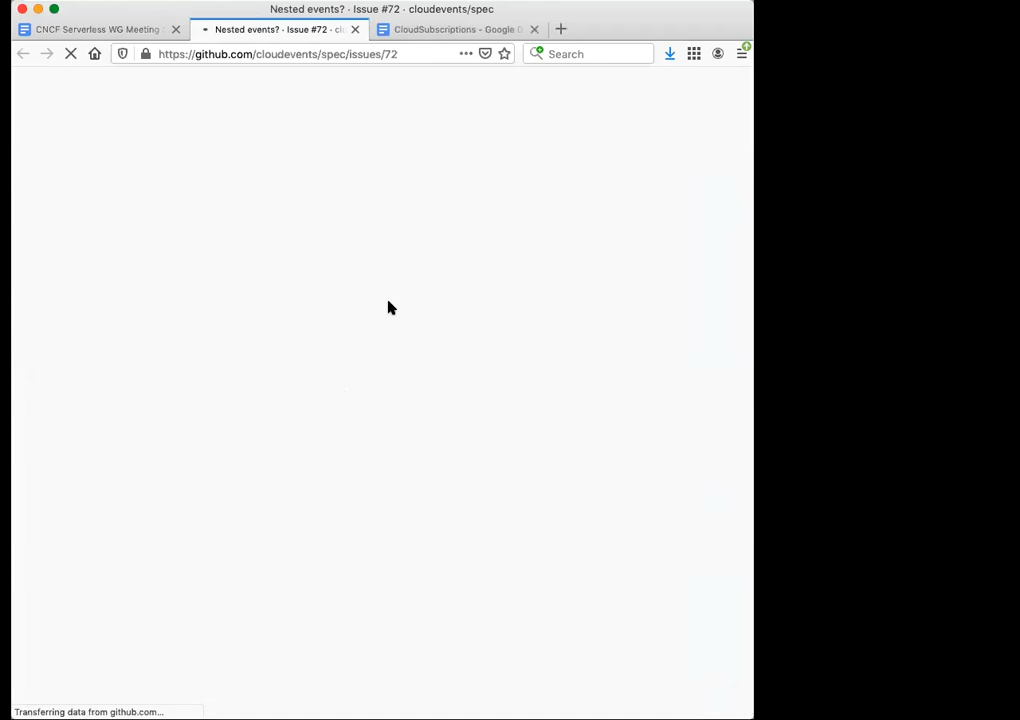 Nested events? · Issue #72 · cloudevents/spec
CNCF Serverless WG Meeting
Nested events? · Issue #72 · clo
CloudSubscriptions - Google D
https://github.com/cloudevents/spec/issues/72
Search
Transferring data from github.com...